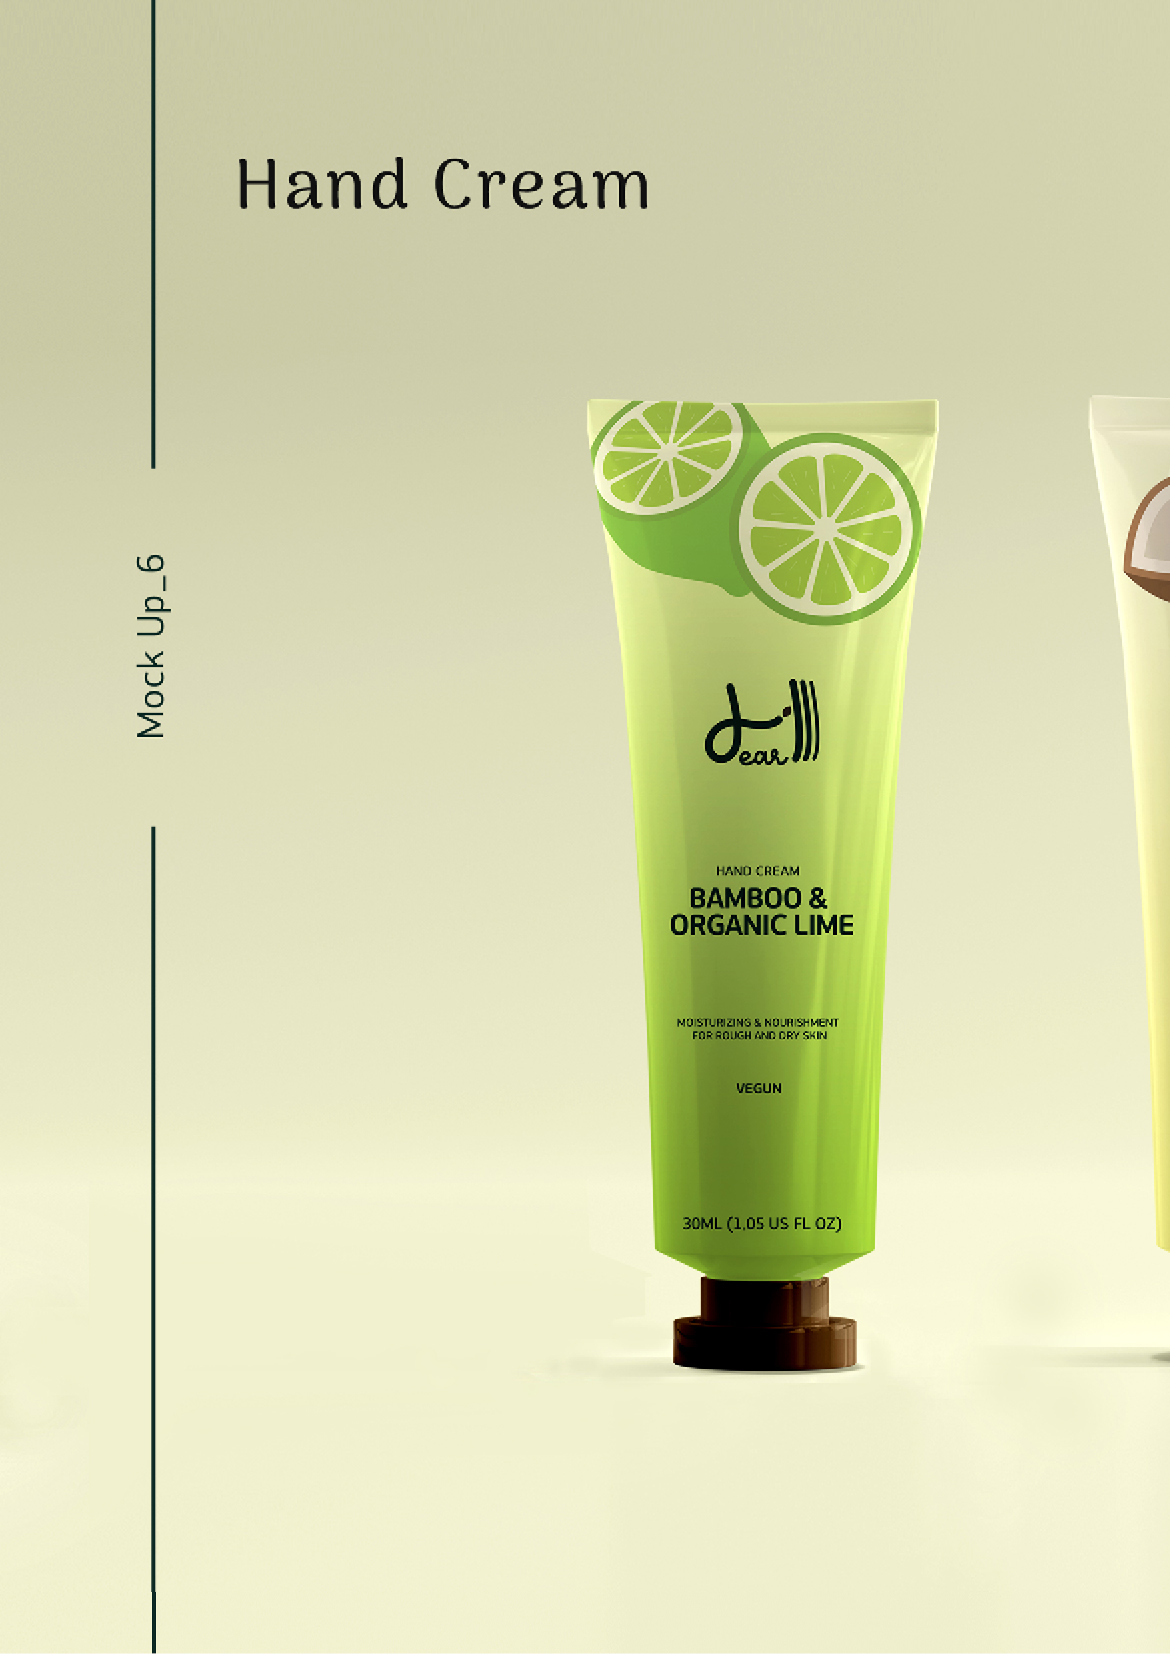 Hand Cream
Mock Up_6
dear
HAND CREAM
BAMBOO &
ORGANIC LIME
MOISTURIZING & NOURISHMENT
FOR ROUGH AND DRY SKIN
VEGUN
30ML (1,05 US FL OZ)